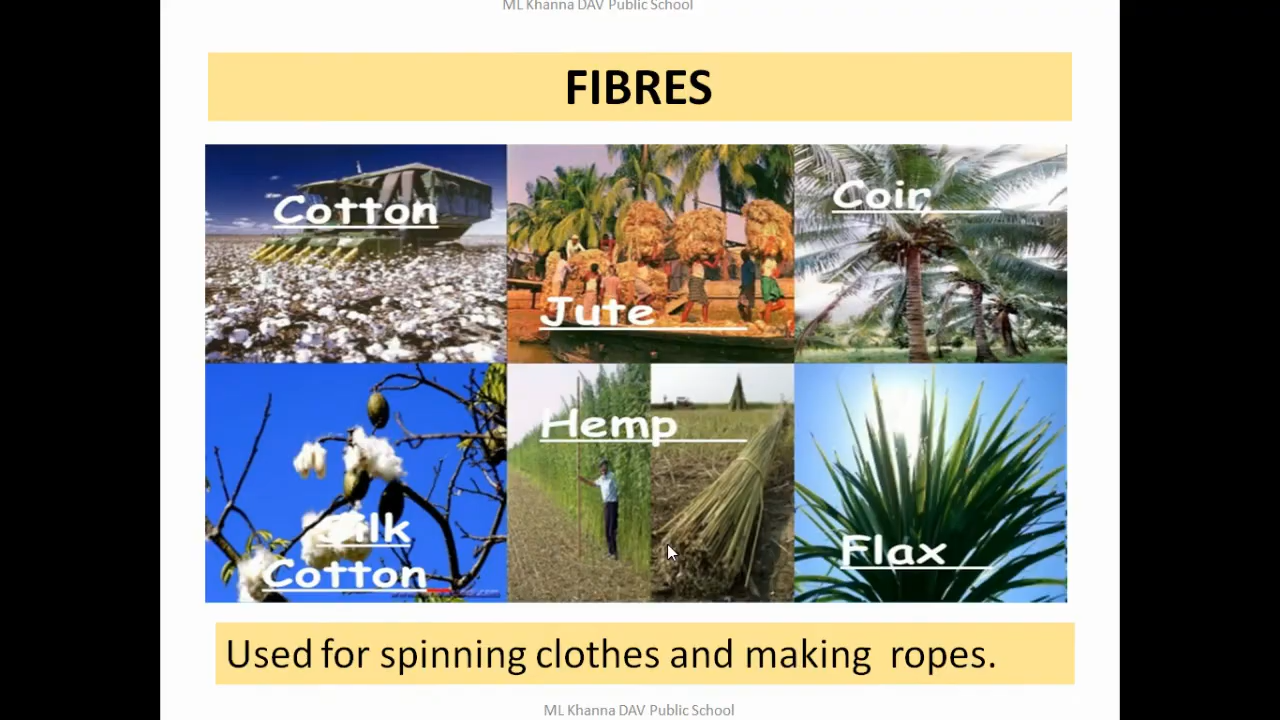 ML Khanna DAV Public School
FIBRES
Cotton
Jute
Coir,
Silk
Cotton
Hemp
Flax
Used for spinning clothes and making ropes.
ML Khanna DAV Public School